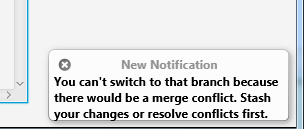 New Notification
You can't switch to that branch because
there would be a merge conflict. Stash
your changes or resolve conflicts first.